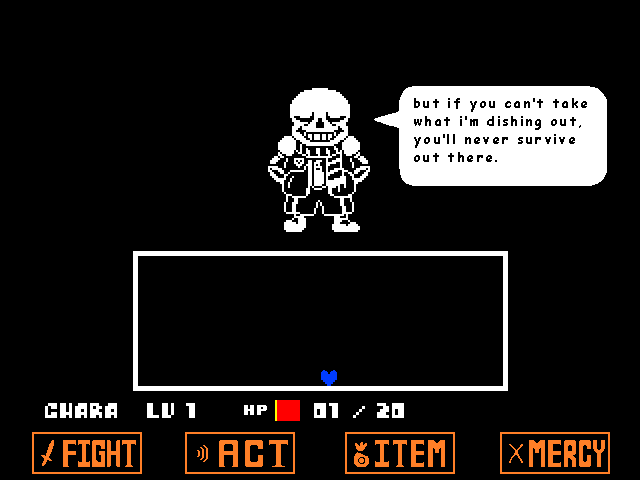 but if you can't take
what i'm dishing out,
you'll never survive
out there.
CHARA LV 1 HP 01 / 20
FIGHT ACT ITEM MERCY